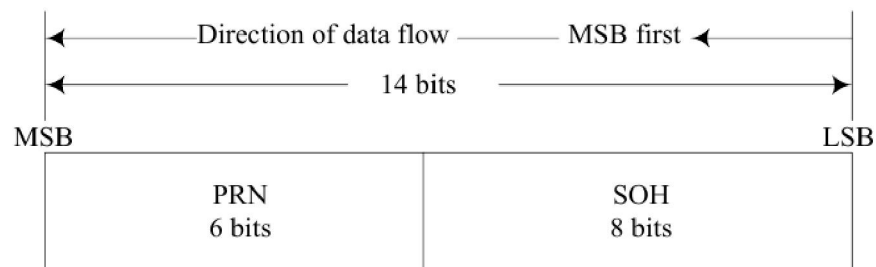 Direction of data flow MSB first
14 bits
MSB LSB
PRN SOH
6 bits 8 bits